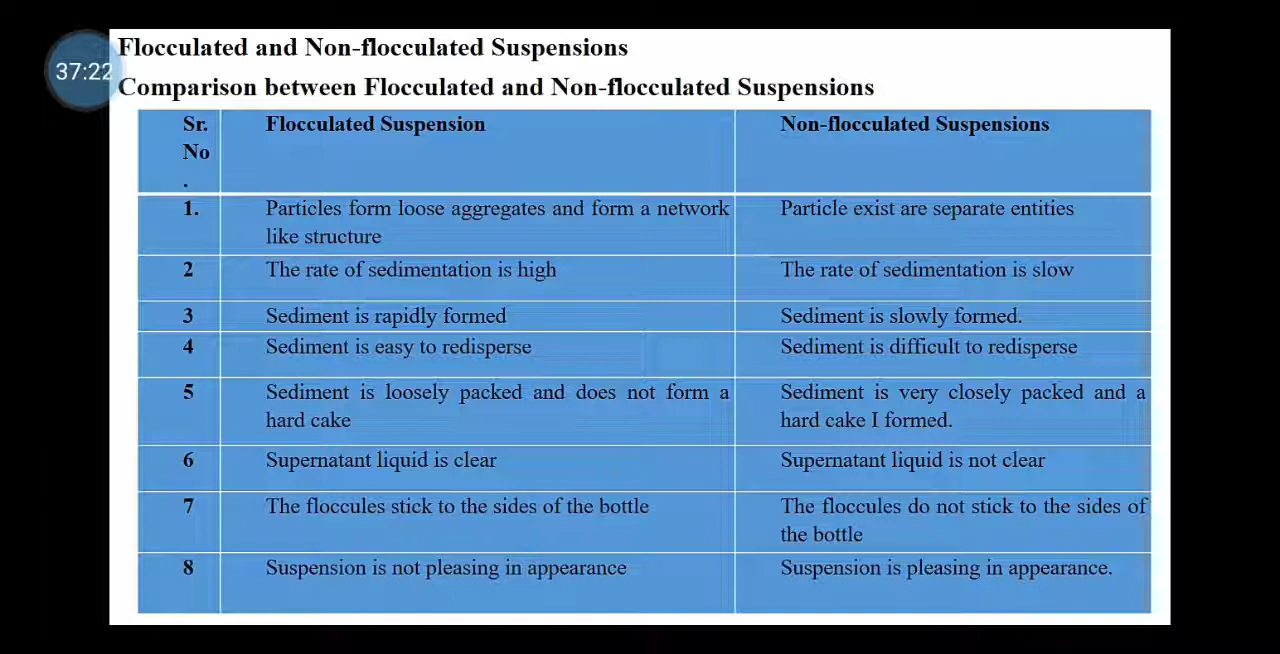 Flocculated and Non-flocculated Suspensions
37:22
Comparison between Flocculated and Non-flocculated Suspensions
Sr. Flocculated Suspension Non-flocculated Suspensions
No
.
1. Particles form loose aggregates and form a network Particle exist are separate entities
like structure
2 The rate of sedimentation is high The rate of sedimentation is slow
3 Sediment is rapidly formed Sediment is slowly formed.
4 Sediment is easy to redisperse Sediment is difficult to redisperse
5 Sediment is loosely packed and does not form a Sediment is very closely packed and a
hard cake hard cake I formed.
6 Supernatant liquid is clear Supernatant liquid is not clear
7 The floccules stick to the sides of the bottle The floccules do not stick to the sides of
the bottle
8 Suspension is not pleasing in appearance Suspension is pleasing in appearance.